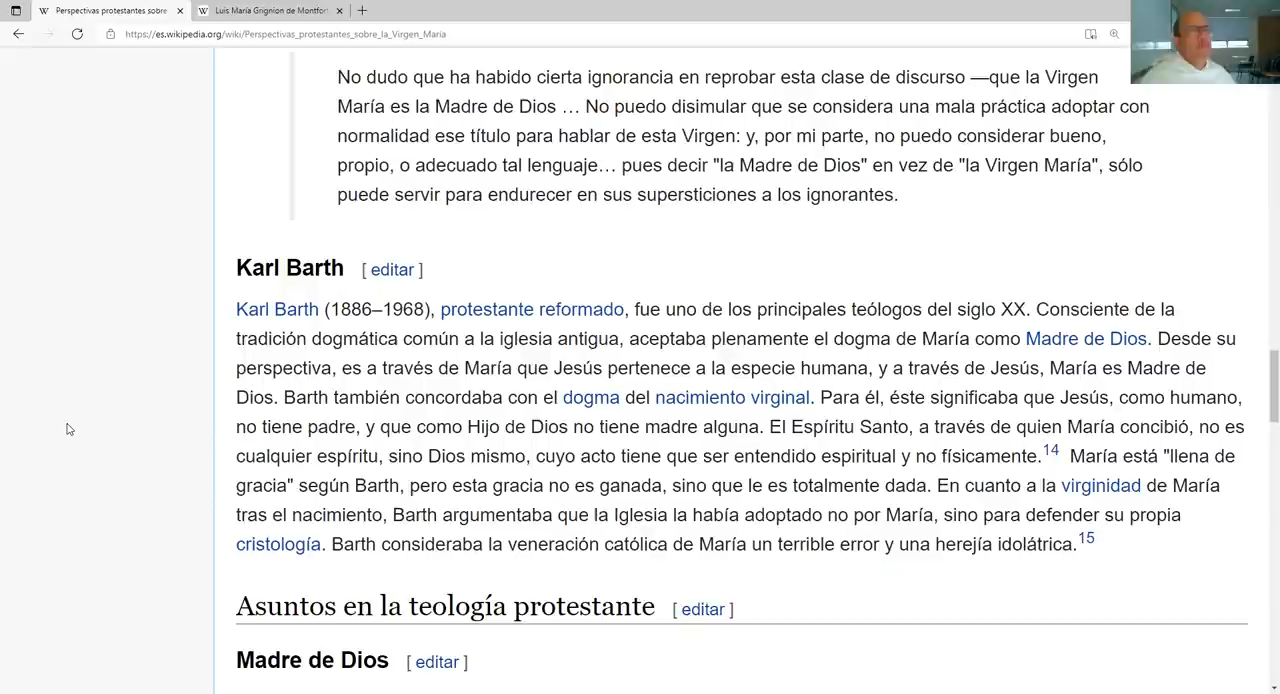 Perspectivas protestantes sobre
Luis María Grignion de Montfor
https://es.wikipedia.org/wiki/Perspectivas_protestantes_sobre_la_Virgen_María
No dudo que ha habido cierta ignorancia en reprobar esta clase de discurso —que la Virgen
María es la Madre de Dios … No puedo disimular que se considera una mala práctica adoptar con
normalidad ese título para hablar de esta Virgen: y, por mi parte, no puedo considerar bueno,
propio, o adecuado tal lenguaje… pues decir "la Madre de Dios" en vez de "la Virgen María", sólo
puede servir para endurecer en sus supersticiones a los ignorantes.
Karl Barth [ editar ]
Karl Barth (1886–1968), protestante reformado, fue uno de los principales teólogos del siglo XX. Consciente de la
tradición dogmática común a la iglesia antigua, aceptaba plenamente el dogma de María como Madre de Dios. Desde su
perspectiva, es a través de María que Jesús pertenece a la especie humana, y a través de Jesús, María es Madre de
Dios. Barth también concordaba con el dogma del nacimiento virginal. Para él, éste significaba que Jesús, como humano,
no tiene padre, y que como Hijo de Dios no tiene madre alguna. El Espíritu Santo, a través de quien María concibió, no es
cualquier espíritu, sino Dios mismo, cuyo acto tiene que ser entendido espiritual y no físicamente.14 María está "llena de
gracia" según Barth, pero esta gracia no es ganada, sino que le es totalmente dada. En cuanto a la virginidad de María
tras el nacimiento, Barth argumentaba que la Iglesia la había adoptado no por María, sino para defender su propia
cristología. Barth consideraba la veneración católica de María un terrible error y una herejía idolátrica.15
Asuntos en la teología protestante [ editar ]
Madre de Dios [ editar ]